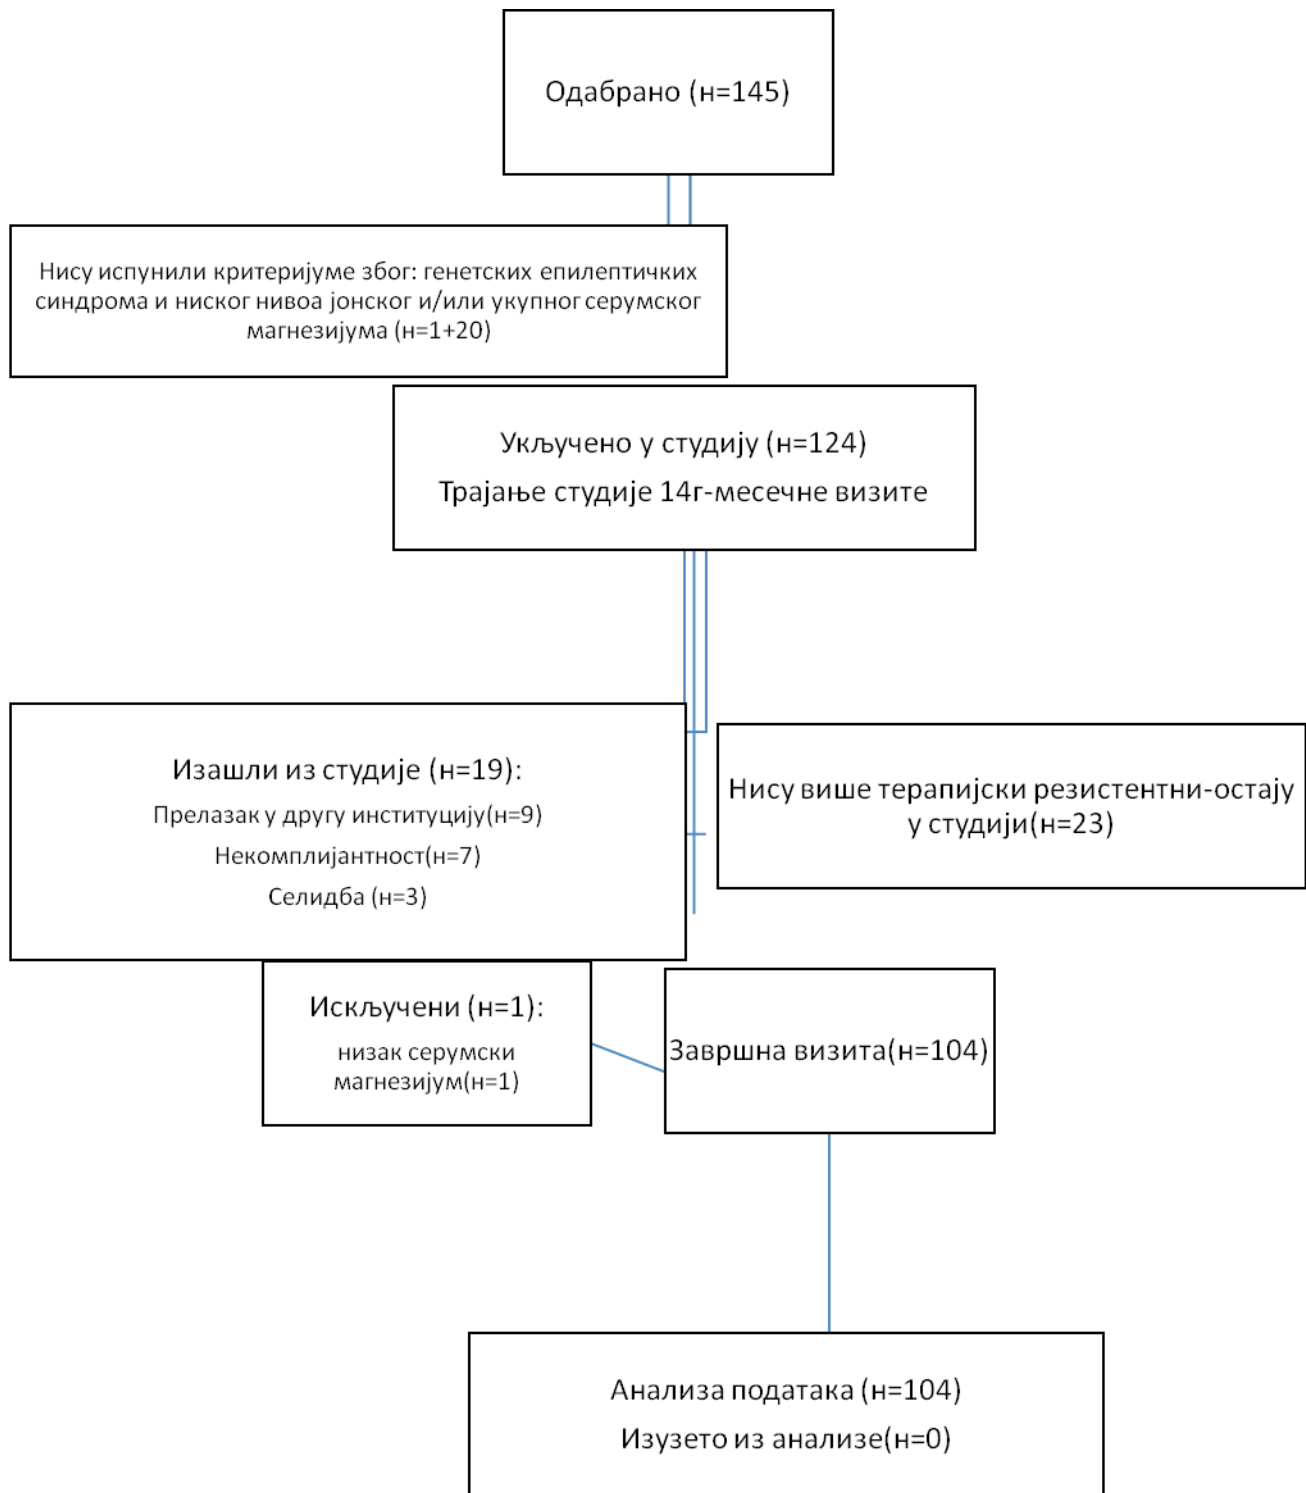 Одабрано (н=145)
Нису испунили критеријуме због: генетских епилептичких
синдрома и ниског нивоа јонског и/или укупног серумског
магнезијума (н=1+20)
Укључено у студију (н=124)
Трајање студије 14г-месечне визите
Изашли из студије (н=19):
Прелазак у другу институцију(н=9)
Некомплијантност(н=7)
Селидба (н=3)
Нису више терапијски резистентни-остају
у студији(н=23)
Искључени (н=1):
низак серумски
магнезијум(н=1)
Завршна визита(н=104)
Анализа података (н=104)
Изузето из анализе(н=0)